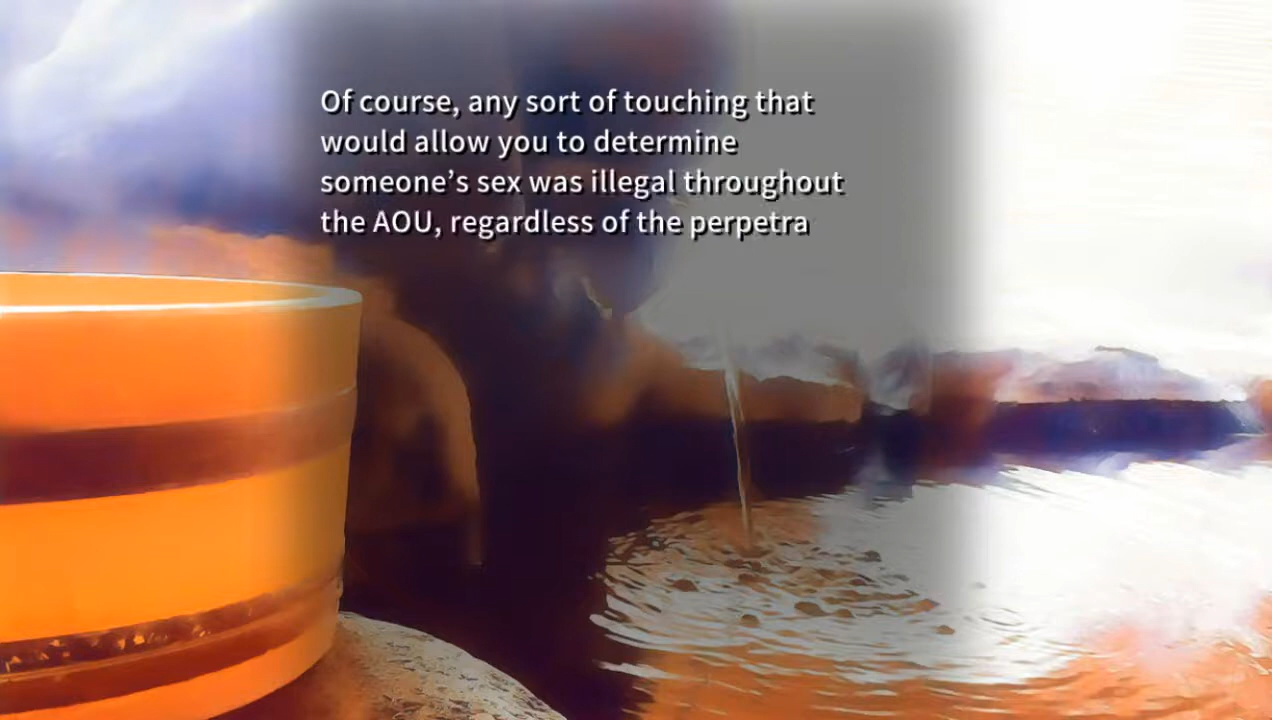 Of course, any sort of touching that
would allow you to determine
someone’s sex was illegal throughout
the AOU, regardless of the perpetra